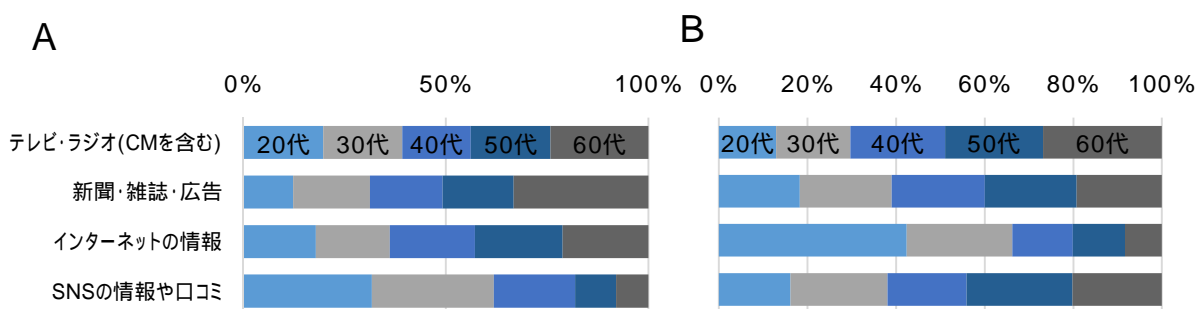 A
B
0% 50% 100%
0% 20% 40% 60% 80% 100%
テレビ･ラジオ(CMを含む)
20代 30代 40代 50代 60代
20代 30代 40代 50代 60代
新聞･雑誌･広告
インターネットの情報
SNSの情報や口コミ